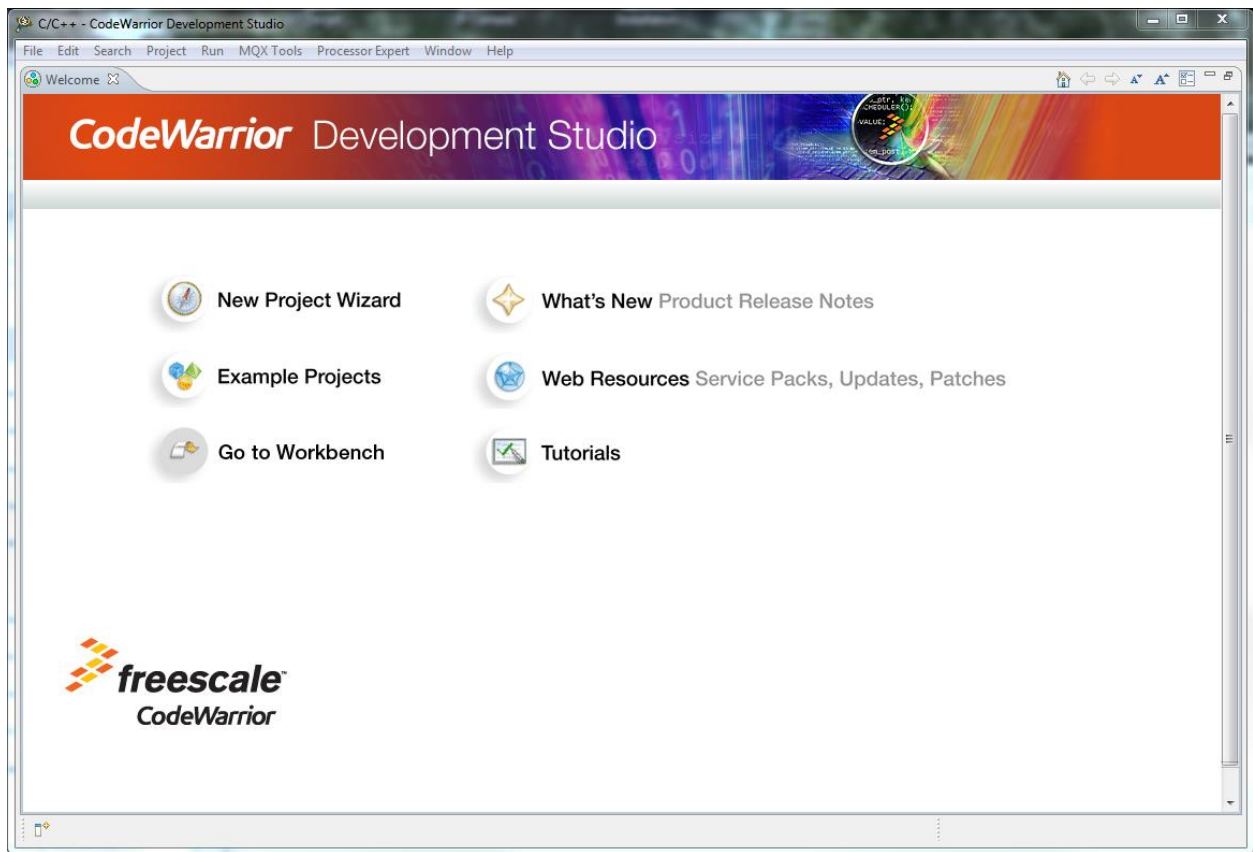 C/C++ - CodeWarrior Development Studio
File Edit Search Project Run MQX Tools Processor Expert Window Help
Welcome
CodeWarrior Development Studio
New Project Wizard
What's New Product Release Notes
Example Projects
Web Resources Service Packs, Updates, Patches
Go to Workbench
Tutorials
freescale™
CodeWarrior